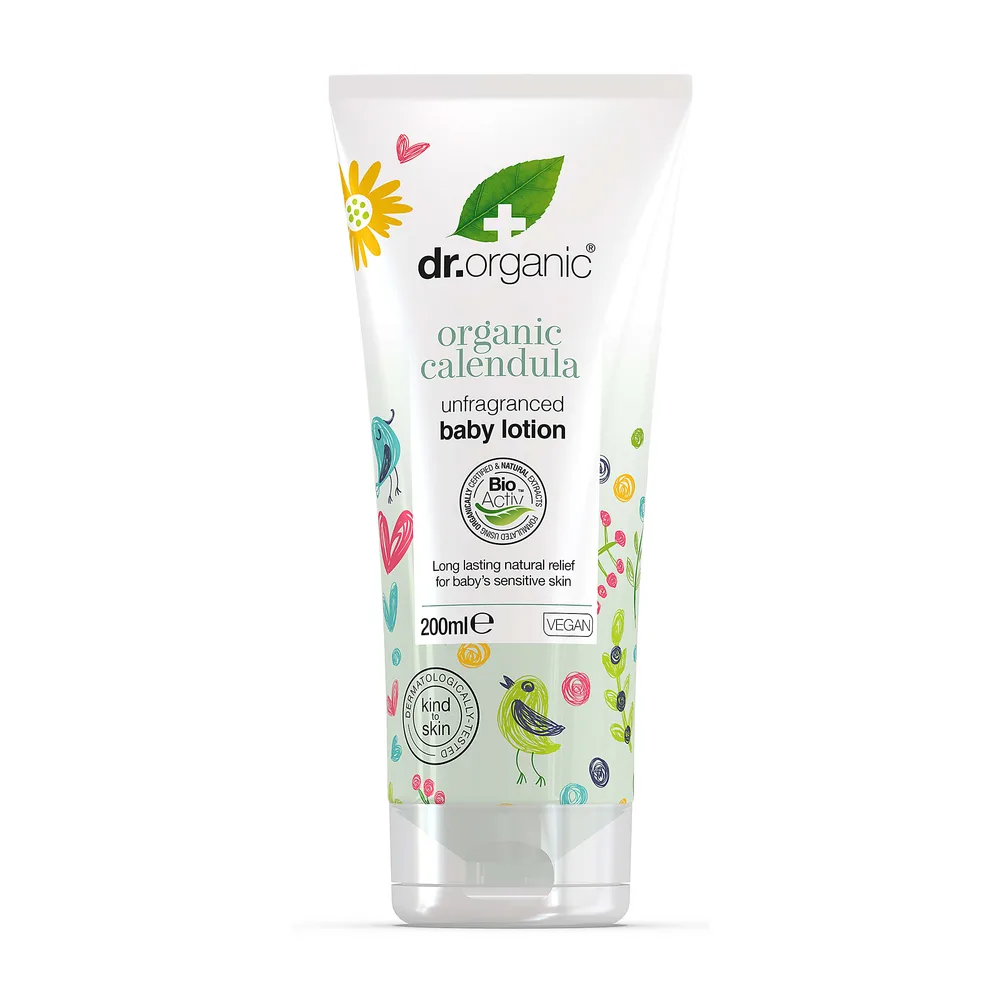 dr.organic®
organic
calendula
unfragranced
baby lotion
FORMULATED USING ORGANICALLY CERTIFIED & NATURAL EXTRACTS
Bio
Activ™
Long lasting natural relief
for baby's sensitive skin
200ml℮
VEGAN
DERMATOLOGICALLY-TESTED
kind
to
skin